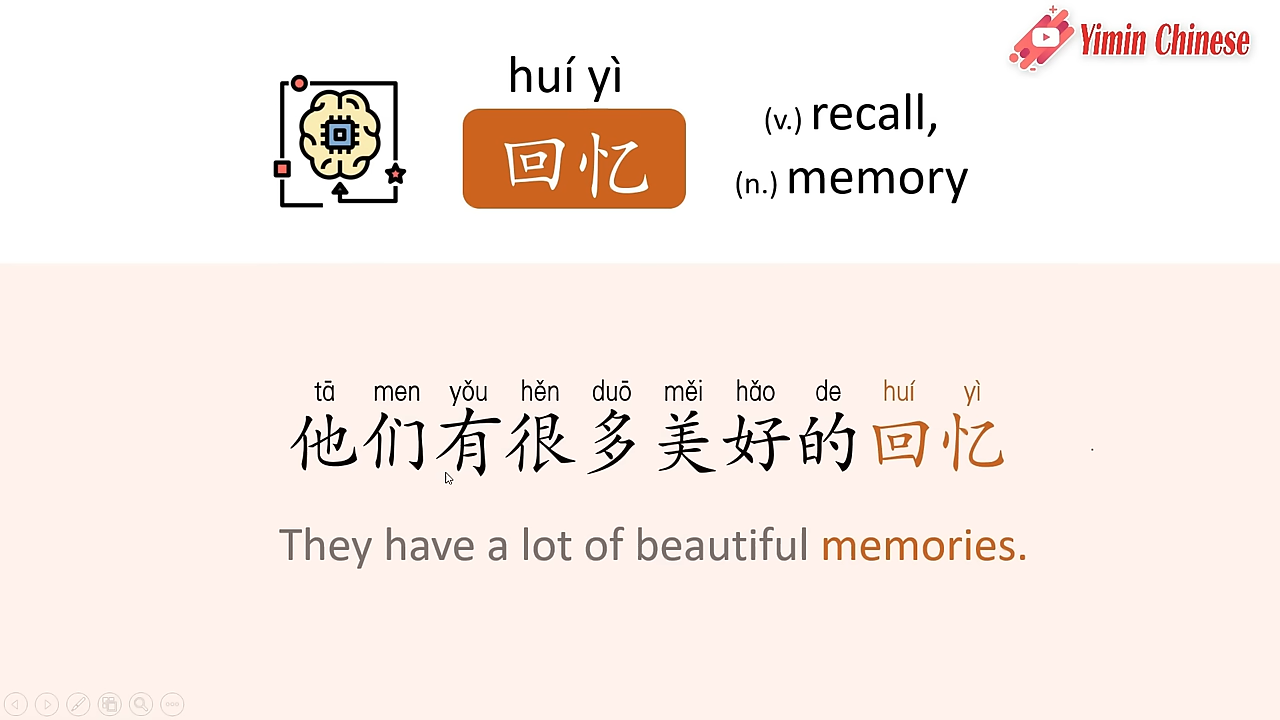 Yimin Chinese
huí yì
回忆
(v.) recall,
(n.) memory
tā men yǒu hěn duō měi hǎo de huí yì
他们有很多美好的回忆
They have a lot of beautiful memories.